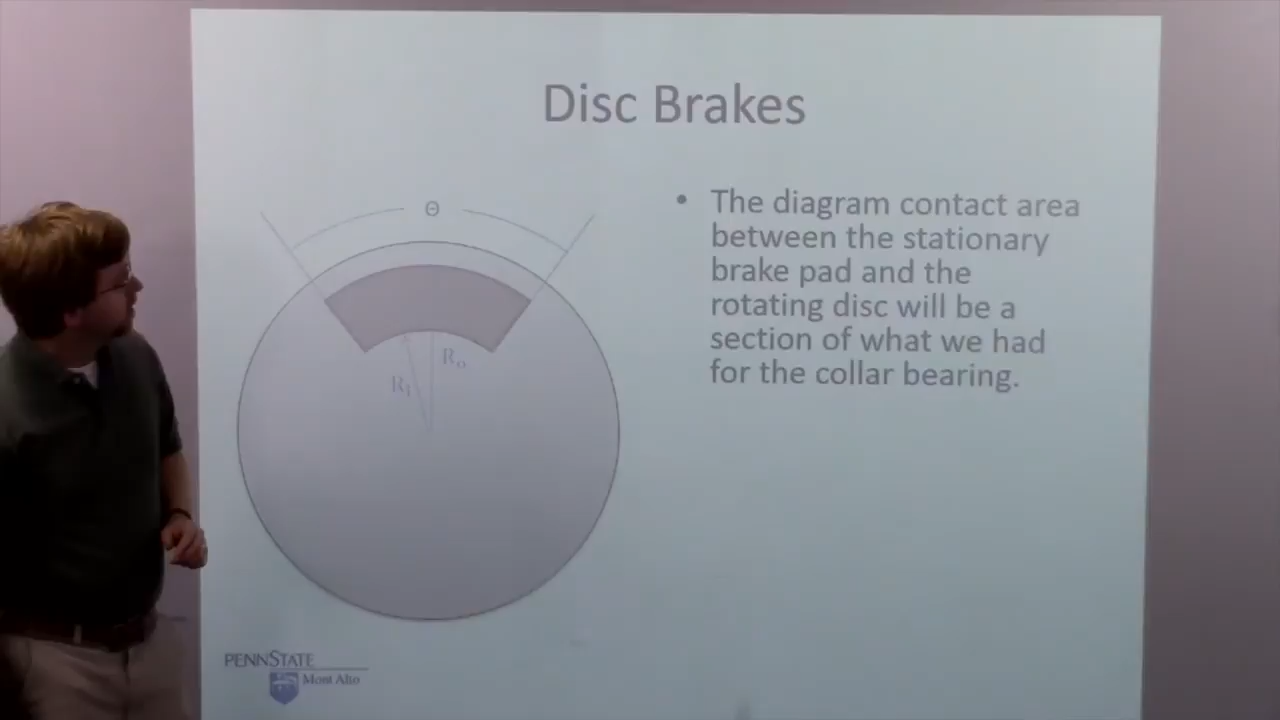 Disc Brakes
Θ
• The diagram contact area
between the stationary
brake pad and the
rotating disc will be a
section of what we had
for the collar bearing.
Ro
RI
PENNSTATE
Mont Alto